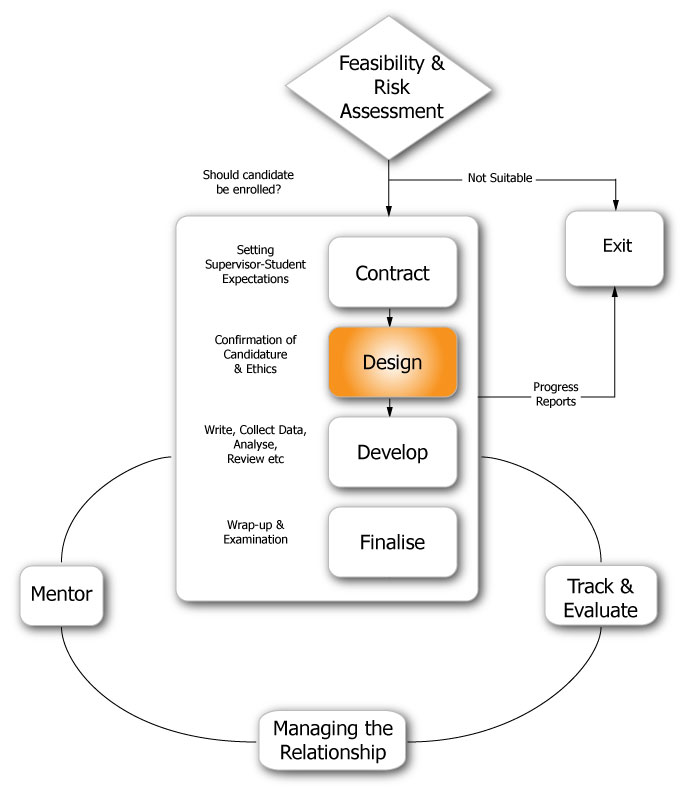 Feasibility &
Risk
Assessment
Should candidate
be enrolled?
Not Suitable
Exit
Setting
Supervisor-Student
Expectations
Contract
Confirmation of
Candidature
& Ethics
Design
Progress
Reports
Write, Collect Data,
Analyse,
Review etc
Develop
Wrap-up &
Examination
Finalise
Mentor
Track &
Evaluate
Managing the
Relationship